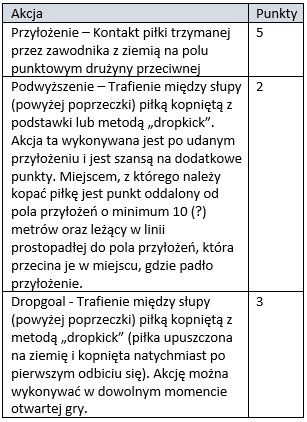 Akcja Punkty
Przyłożenie – Kontakt piłki trzymanej 5
przez zawodnika z ziemią na polu
punktowym drużyny przeciwnej
Podwyższenie – Trafienie między słupy 2
(powyżej poprzeczki) piłką kopniętą z
podstawki lub metodą „dropkick”.
Akcja ta wykonywana jest po udanym
przyłożeniu i jest szansą na dodatkowe
punkty. Miejscem, z którego należy
kopać piłkę jest punkt oddalony od
pola przyłożeń o minimum 10 (?)
metrów oraz leżący w linii
prostopadłej do pola przyłożeń, która
przecina je w miejscu, gdzie padło
przyłożenie.
Dropgoal - Trafienie między słupy 3
(powyżej poprzeczki) piłką kopniętą z
metodą „dropkick” (piłka upuszczona
na ziemię i kopnięta natychmiast po
pierwszym odbiciu się). Akcję można
wykonywać w dowolnym momencie
otwartej gry.